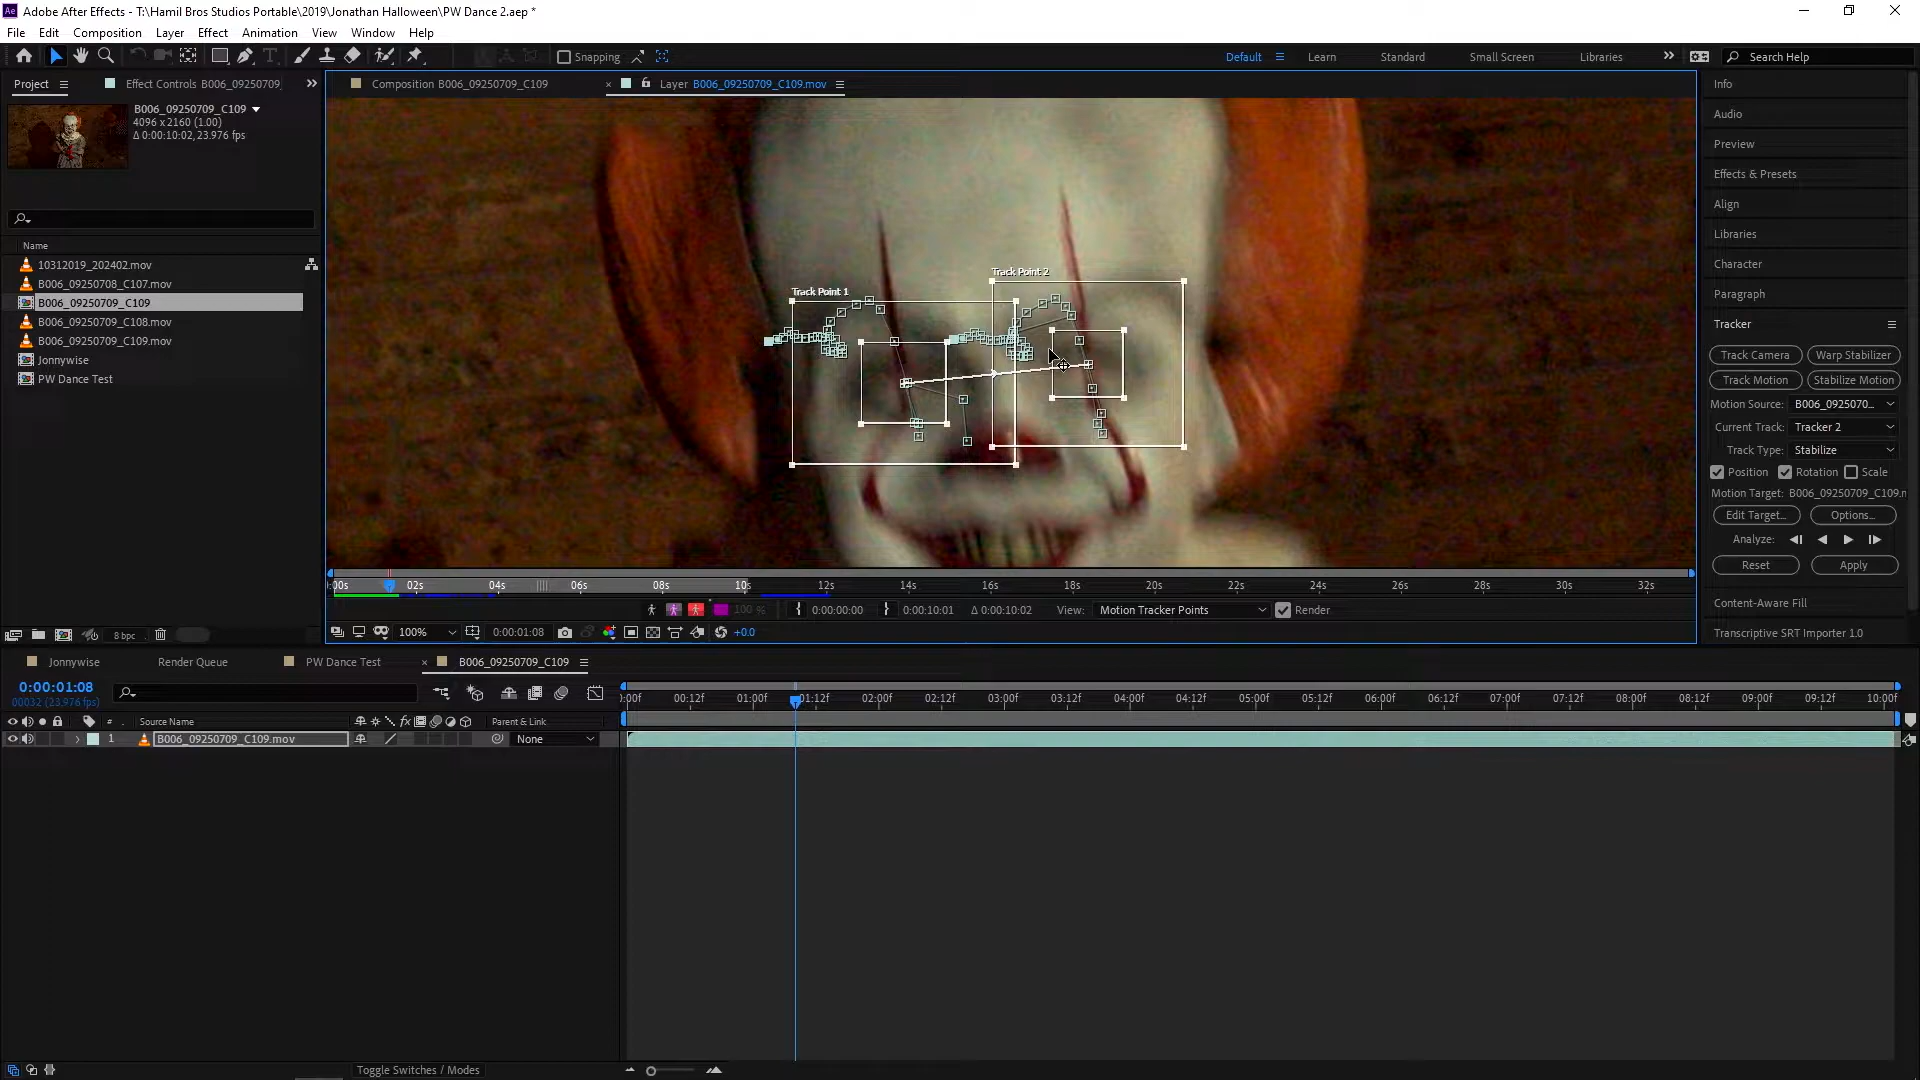 Adobe After Effects - T:\Hamil Bros Studios Portable\2019\Jonathan Halloween\PW Dance 2.aep *
File Edit Composition Layer Effect Animation View Window Help
Snapping
Default Learn Standard Small Screen Libraries Search Help
Project Effect Controls B006_09250709
B006_09250709_C109
4096 x 2160 (1.00)
Δ 0:00:10:02, 23.976 fps
Name
10312019_202402.mov
B006_09250708_C107.mov
B006_09250709_C109
B006_09250709_C108.mov
B006_09250709_C109.mov
Jonnywise
PW Dance Test
8 bpc
Composition B006_09250709_C109
Layer B006_09250709_C109.mov
Track Point 1
Track Point 2
:00s 02s 04s 06s 08s 10s 12s 14s 16s 18s 20s 22s 24s 26s 28s 30s 32s
100% 0:00:00:00 0:00:10:01 Δ 0:00:10:02 View: Motion Tracker Points Render
100% 0:00:01:08 +0.0
Info
Audio
Preview
Effects & Presets
Align
Libraries
Character
Paragraph
Tracker
Track Camera Warp Stabilizer
Track Motion Stabilize Motion
Motion Source: B006_0925070...
Current Track: Tracker 2
Track Type: Stabilize
Position Rotation Scale
Motion Target: B006_09250709_C109.n
Edit Target... Options...
Analyze:
Reset Apply
Content-Aware Fill
Transcriptive SRT Importer 1.0
Jonnywise Render Queue PW Dance Test B006_09250709_C109
0:00:01:08
00032 (23.976 fps)
# Source Name Parent & Link
1 B006_09250709_C109.mov None
:00f 00:12f 01:00f 01:12f 02:00f 02:12f 03:00f 03:12f 04:00f 04:12f 05:00f 05:12f 06:00f 06:12f 07:00f 07:12f 08:00f 08:12f 09:00f 09:12f 10:00f
Toggle Switches / Modes